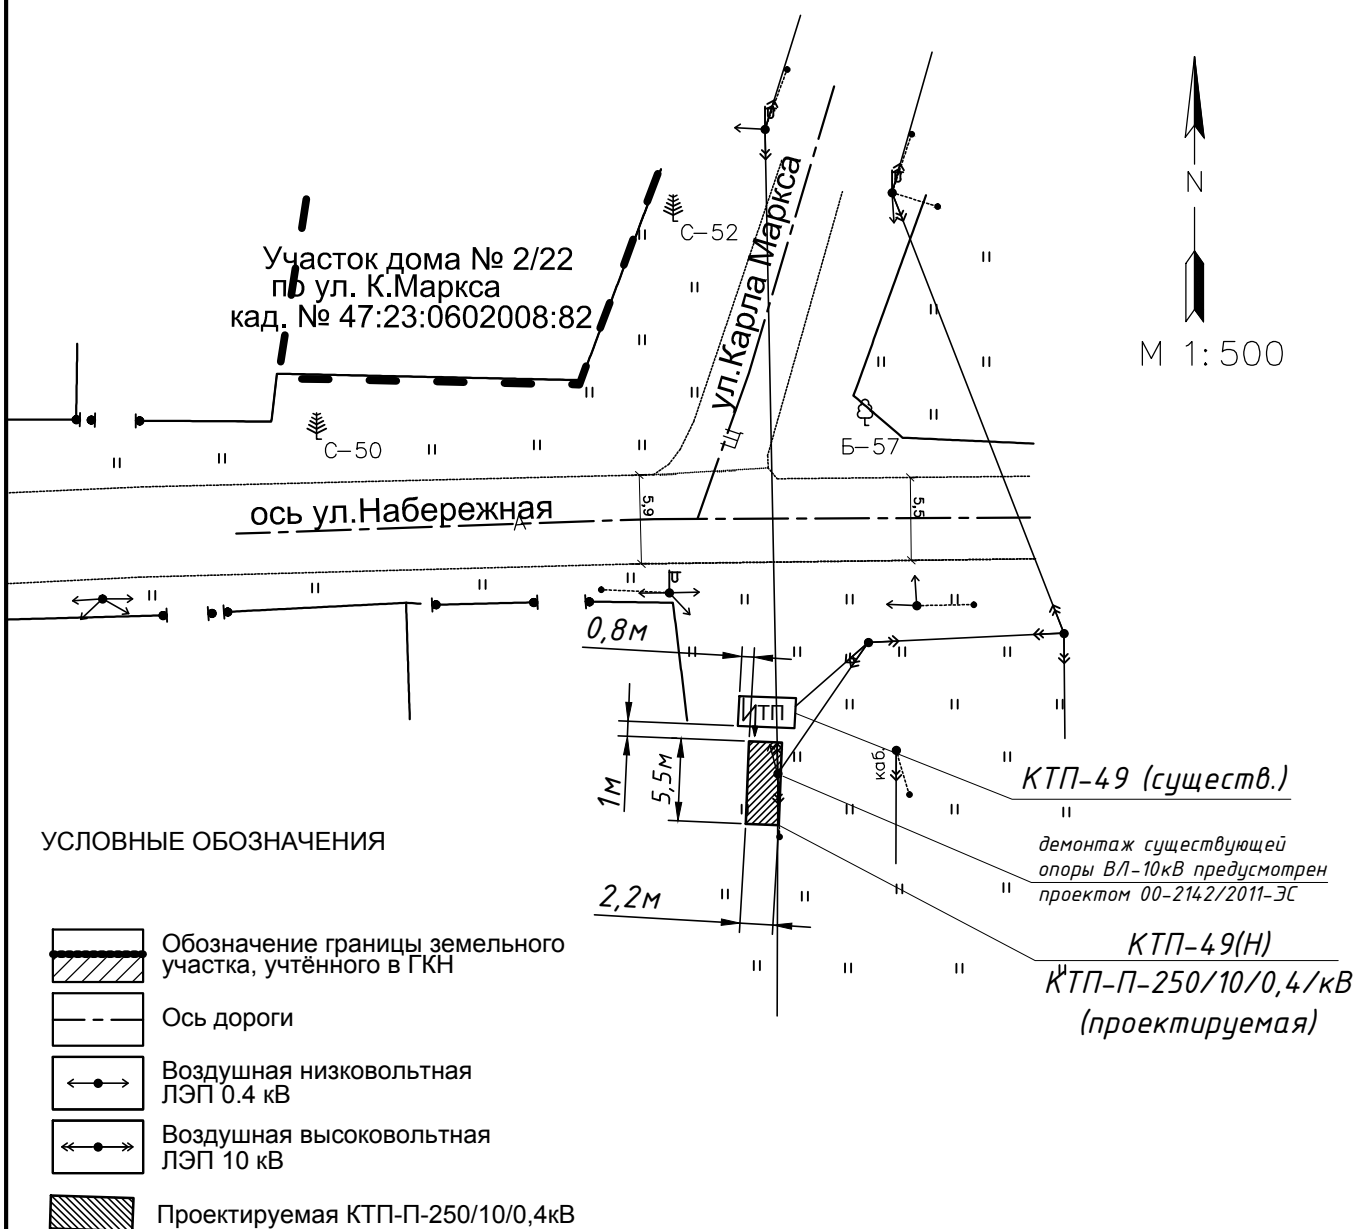 Участок дома № 2/22
по ул. К.Маркса
кад. № 47:23:0602008:82
С-52
ул.Карла Маркса
N
М 1:500
С-50
Б-57
Щ
ось ул.Набережная
А
5,9
5,5
0,8м
ТП
1м
5,5м
каб.
2,2м
КТП-49 (существ.)
демонтаж существующей
опоры ВЛ-10кВ предусмотрен
проектом 00-2142/2011-ЭС
КТП-49(Н)
КТП-П-250/10/0,4/кВ
(проектируемая)
УСЛОВНЫЕ ОБОЗНАЧЕНИЯ
Обозначение границы земельного
участка, учтённого в ГКН
Ось дороги
Воздушная низковольтная
ЛЭП 0.4 кВ
Воздушная высоковольтная
ЛЭП 10 кВ
Проектируемая КТП-П-250/10/0,4кВ